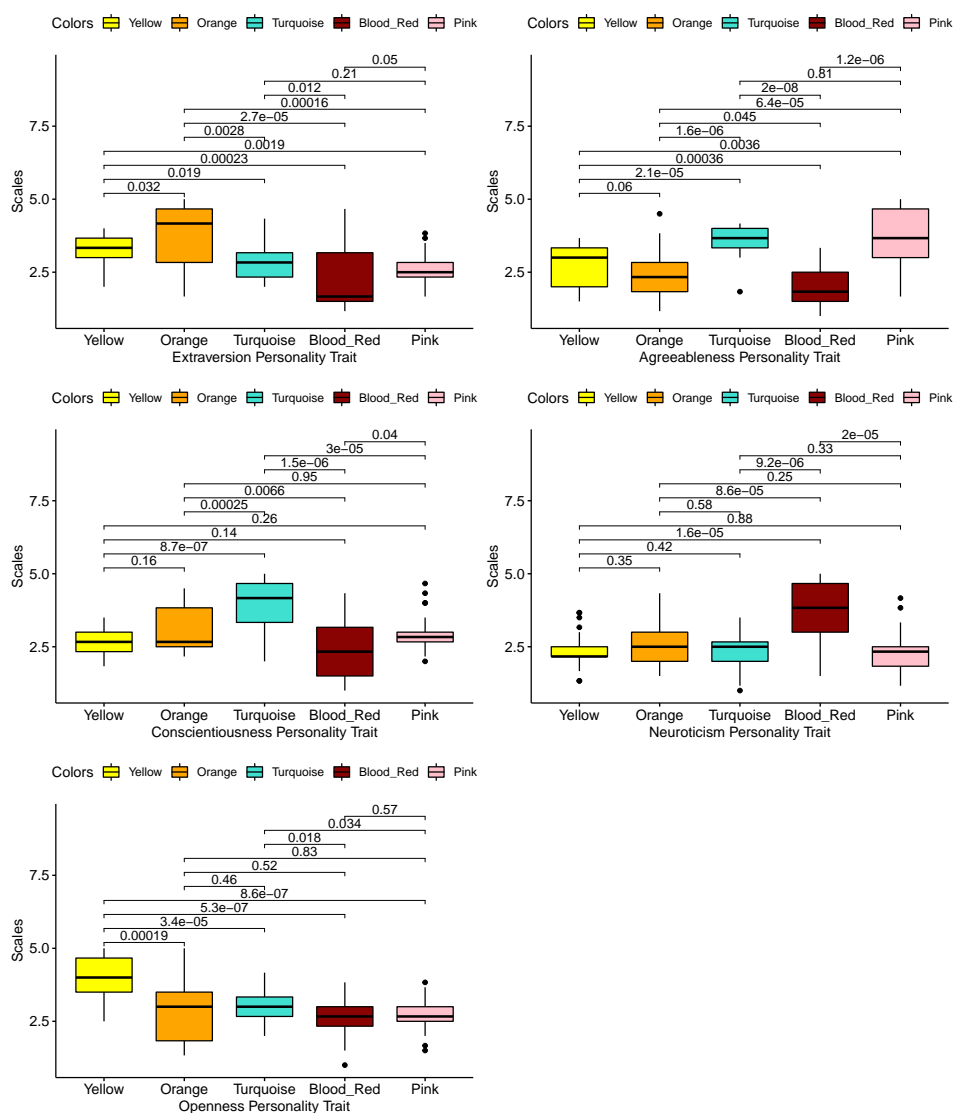 Colors Yellow Orange Turquoise Blood_Red Pink
0.05
0.21
0.012
0.00016
2.7e−05
0.0028
0.0019
0.00023
0.019
0.032
7.5
5.0
2.5
Scales
Yellow Orange Turquoise Blood_Red Pink
Extraversion Personality Trait
Colors Yellow Orange Turquoise Blood_Red Pink
1.2e−06
0.81
2e−08
6.4e−05
0.045
1.6e−06
0.0036
0.00036
2.1e−05
0.06
7.5
5.0
2.5
Scales
Yellow Orange Turquoise Blood_Red Pink
Agreeableness Personality Trait
Colors Yellow Orange Turquoise Blood_Red Pink
0.04
3e−05
1.5e−06
0.95
0.0066
0.00025
0.26
0.14
8.7e−07
0.16
7.5
5.0
2.5
Scales
Yellow Orange Turquoise Blood_Red Pink
Conscientiousness Personality Trait
Colors Yellow Orange Turquoise Blood_Red Pink
2e−05
0.33
9.2e−06
0.25
8.6e−05
0.58
0.88
1.6e−05
0.42
0.35
7.5
5.0
2.5
Scales
Yellow Orange Turquoise Blood_Red Pink
Neuroticism Personality Trait
Colors Yellow Orange Turquoise Blood_Red Pink
0.57
0.034
0.018
0.83
0.52
0.46
8.6e−07
5.3e−07
3.4e−05
0.00019
7.5
5.0
2.5
Scales
Yellow Orange Turquoise Blood_Red Pink
Openness Personality Trait